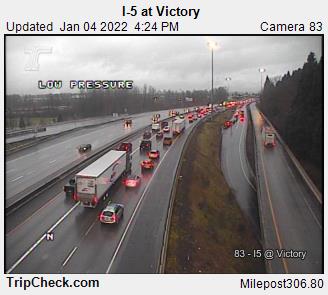 I-5 at Victory
Updated Jan 04 2022 4:24 PM Camera 83
LOW PRESSURE
N
83 - I5 @ Victory
TripCheck.com Milepost306.80